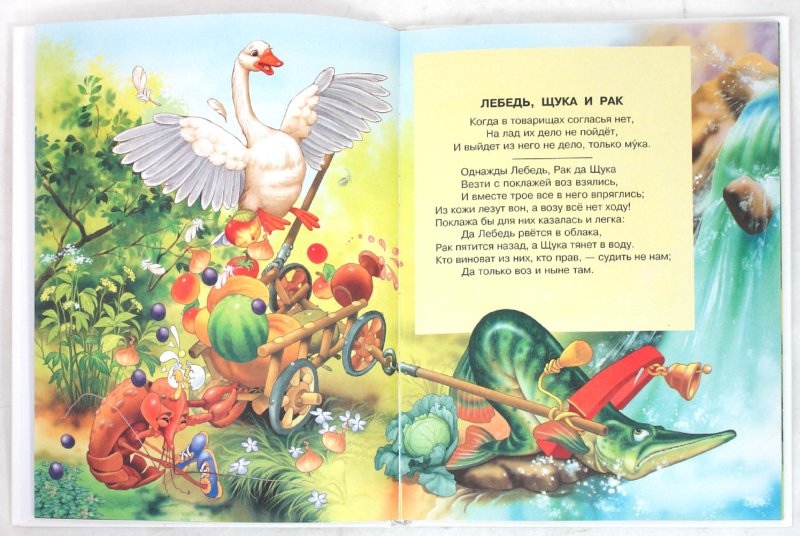 ЛЕБЕДЬ, ЩУКА И РАК
Когда в товарищах согласья нет,
На лад их дело не пойдёт,
И выйдет из него не дело, только му́ка.
Однажды Лебедь, Рак да Щука
Везти с поклажей воз взялись,
И вместе трое все в него впряглись;
Из кожи лезут вон, а возу всё нет ходу!
Поклажа бы для них казалась и легка:
Да Лебедь рвётся в облака,
Рак пятится назад, а Щука тянет в воду.
Кто виноват из них, кто прав, — судить не нам;
Да только воз и ныне там.